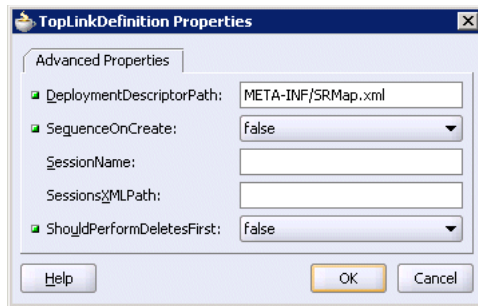 TopLinkDefinition Properties
Advanced Properties
DeploymentDescriptorPath: META-INF/SRMap.xml
SequenceOnCreate: false
SessionName:
SessionsXMLPath:
ShouldPerformDeletesFirst: false
Help OK Cancel